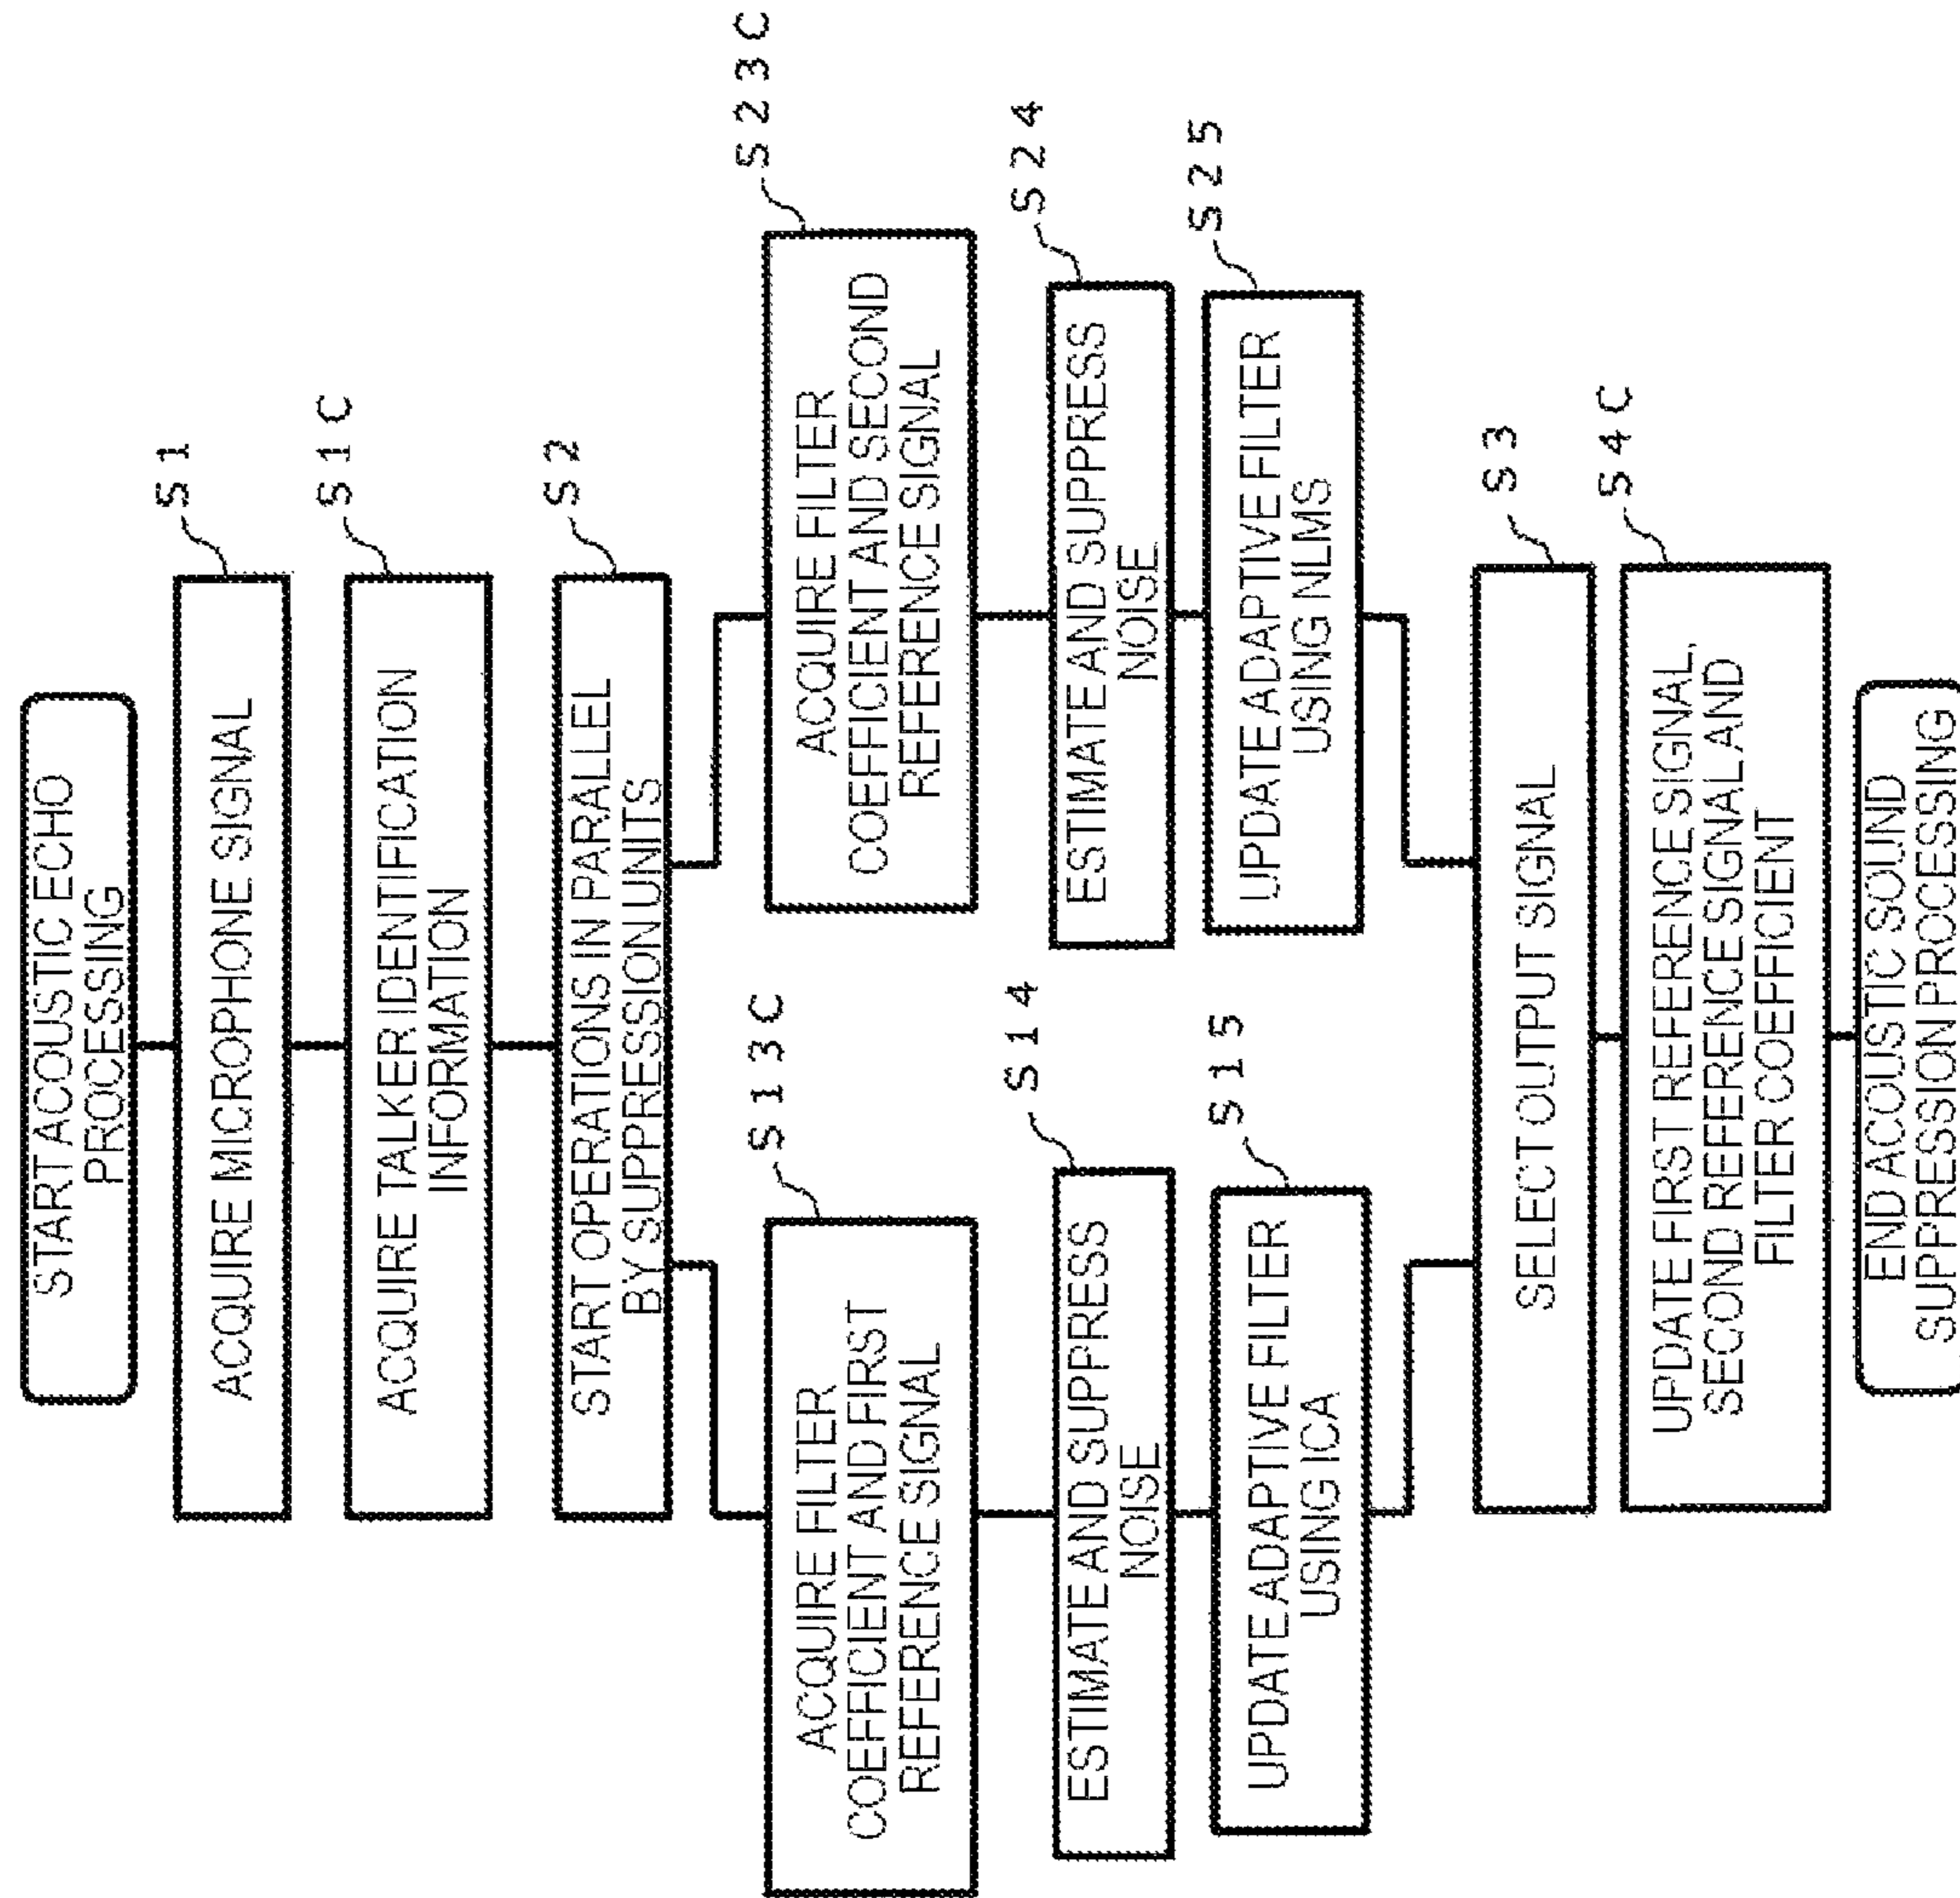 START ACOUSTIC ECHO
PROCESSING
S1
ACQUIRE MICROPHONE SIGNAL
S1C
ACQUIRE TALKER IDENTIFICATION
INFORMATION
S2
START OPERATIONS IN PARALLEL
BY SUPPRESSION UNITS
S13C
ACQUIRE FILTER
COEFFICIENT AND FIRST
REFERENCE SIGNAL
S14
ESTIMATE AND SUPPRESS
NOISE
S15
UPDATE ADAPTIVE FILTER
USING ICA
S23C
ACQUIRE FILTER
COEFFICIENT AND SECOND
REFERENCE SIGNAL
S24
ESTIMATE AND SUPPRESS
NOISE
S25
UPDATE ADAPTIVE FILTER
USING NLMS
S3
SELECT OUTPUT SIGNAL
S4C
UPDATE FIRST REFERENCE SIGNAL,
SECOND REFERENCE SIGNAL AND
FILTER COEFFICIENT
END ACOUSTIC SOUND
SUPPRESSION PROCESSING